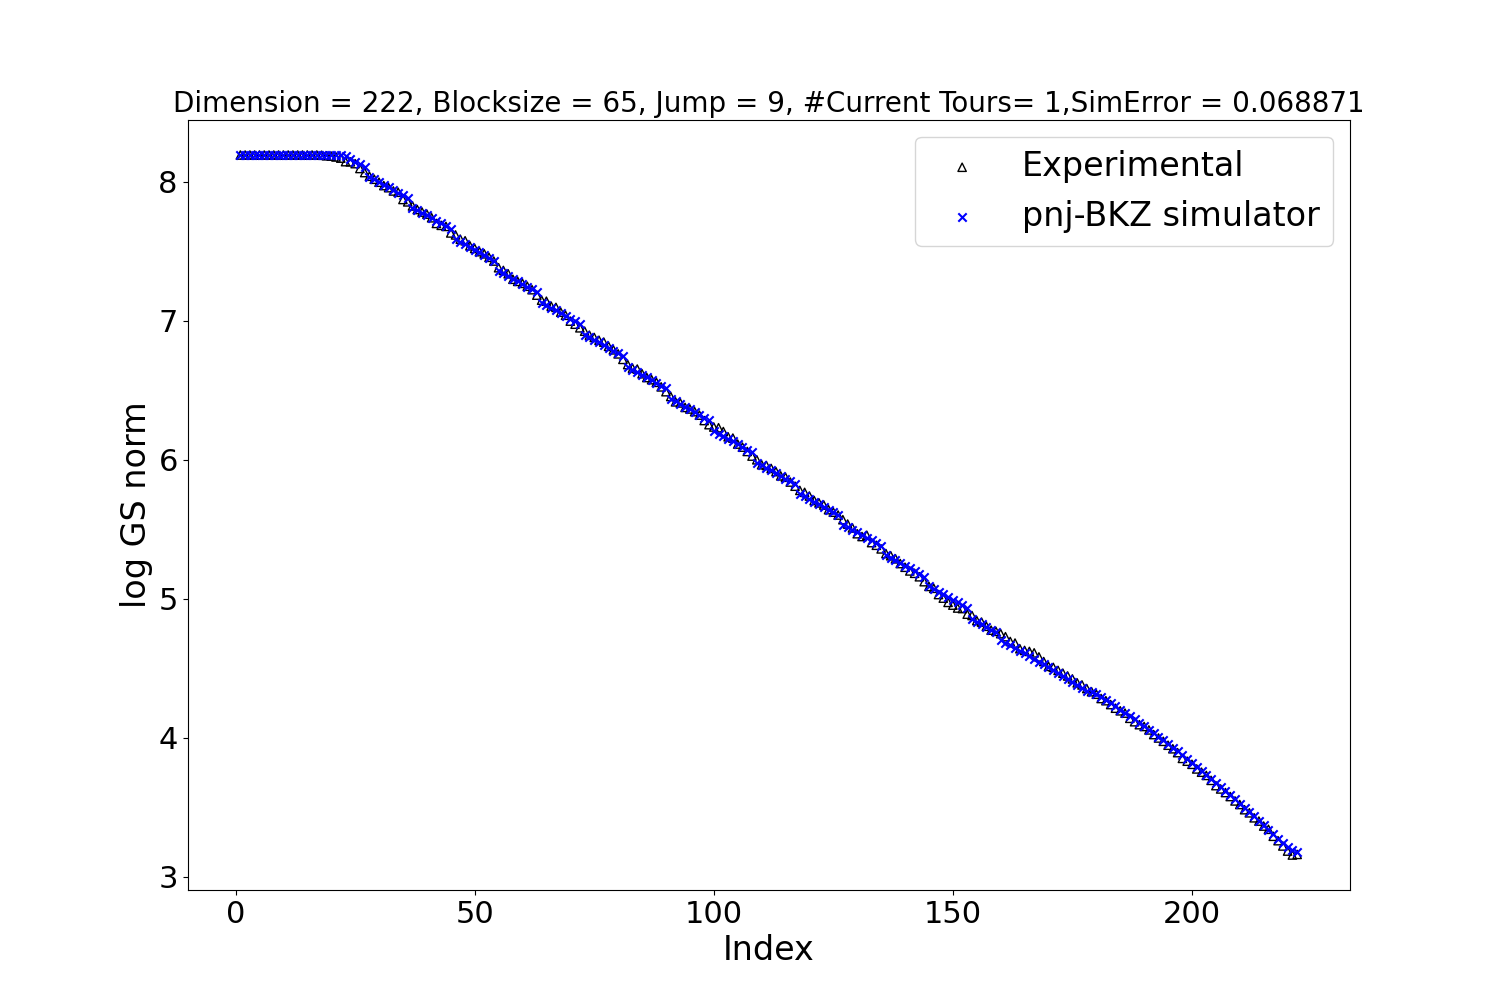 Dimension = 222, Blocksize = 65, Jump = 9, #Current Tours= 1,SimError = 0.068871
Experimental
pnj-BKZ simulator
log GS norm
8
7
6
5
4
3
0 50 100 150 200
Index